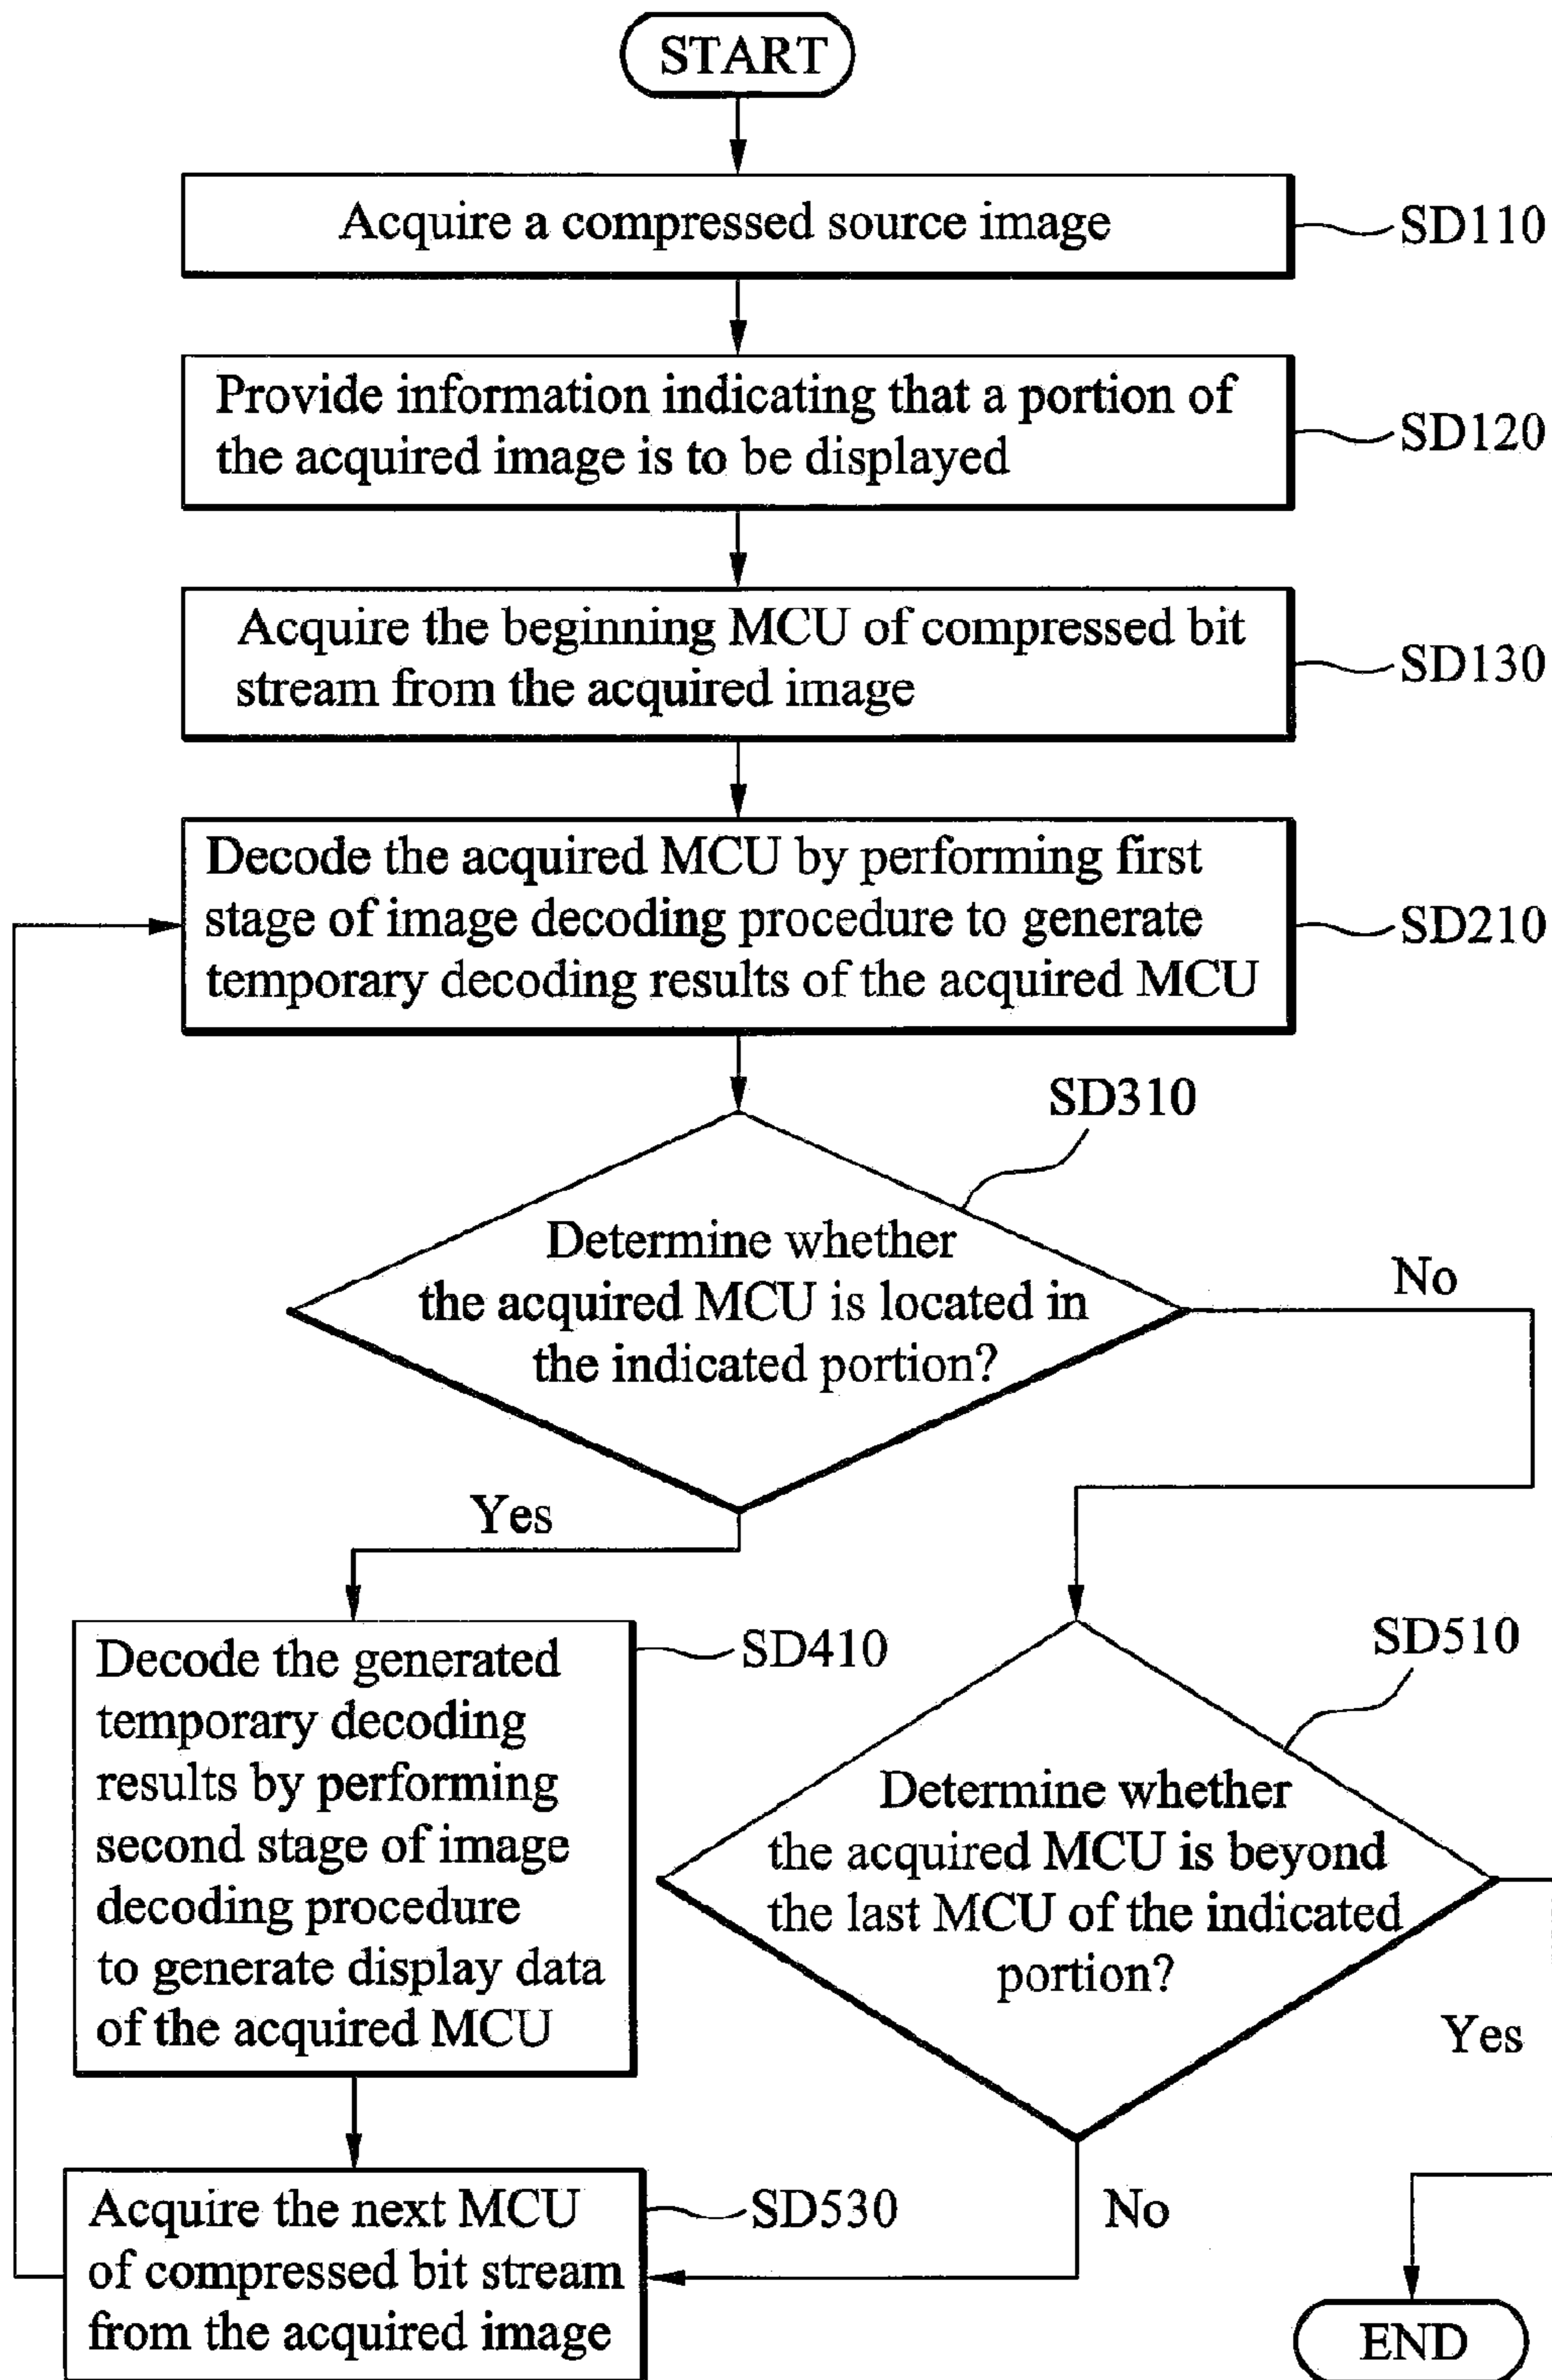 START
Acquire a compressed source image
SD110
Provide information indicating that a portion of
the acquired image is to be displayed
SD120
Acquire the beginning MCU of compressed bit
stream from the acquired image
SD130
Decode the acquired MCU by performing first
stage of image decoding procedure to generate
temporary decoding results of the acquired MCU
SD210
SD310
Determine whether
the acquired MCU is located in
the indicated portion?
No
Yes
Decode the generated
temporary decoding
results by performing
second stage of image
decoding procedure
to generate display data
of the acquired MCU
SD410
SD510
Determine whether
the acquired MCU is beyond
the last MCU of the indicated
portion?
Yes
No
Acquire the next MCU
of compressed bit stream
from the acquired image
SD530
END